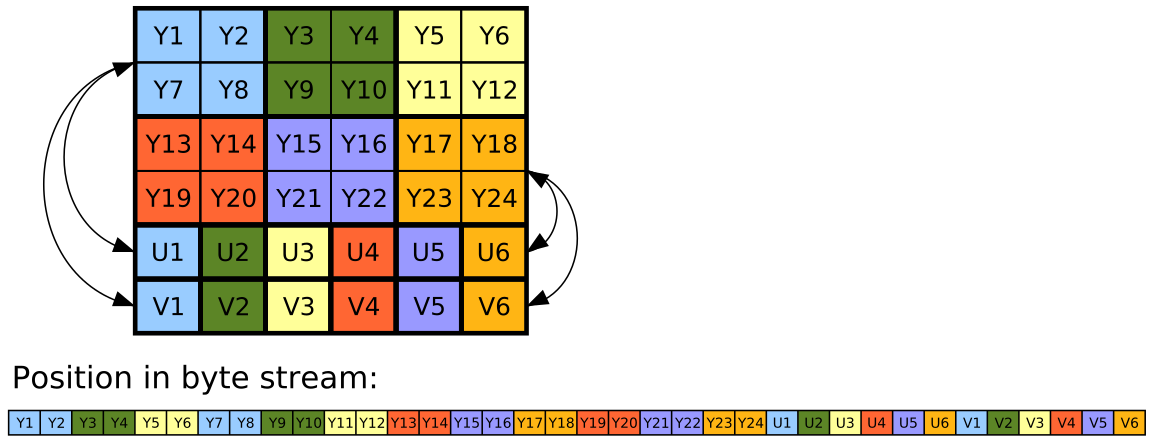 Y1 Y2 Y3 Y4 Y5 Y6
Y7 Y8 Y9 Y10 Y11 Y12
Y13 Y14 Y15 Y16 Y17 Y18
Y19 Y20 Y21 Y22 Y23 Y24
U1 U2 U3 U4 U5 U6
V1 V2 V3 V4 V5 V6
Position in byte stream:
Y1 Y2 Y3 Y4 Y5 Y6 Y7 Y8 Y9 Y10 Y11 Y12 Y13 Y14 Y15 Y16 Y17 Y18 Y19 Y20 Y21 Y22 Y23 Y24 U1 U2 U3 U4 U5 U6 V1 V2 V3 V4 V5 V6